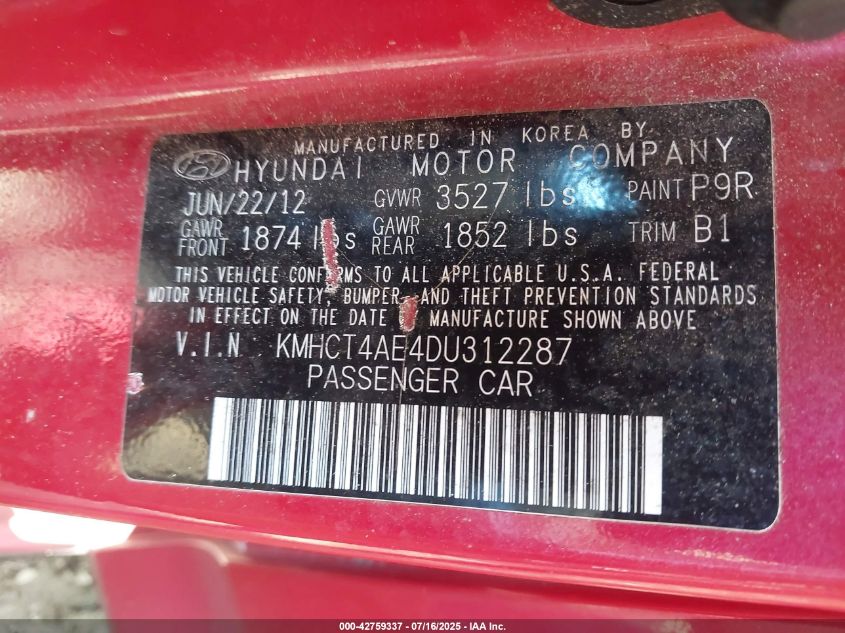 MANUFACTURED IN KOREA BY
HYUNDAI MOTOR COMPANY
JUN/22/12 GVWR 3527 lbs PAINT P9R
GAWR FRONT 1874 lbs GAWR REAR 1852 lbs TRIM B1
THIS VEHICLE CONFORMS TO ALL APPLICABLE U.S.A. FEDERAL
MOTOR VEHICLE SAFETY, BUMPER, AND THEFT PREVENTION STANDARDS
IN EFFECT ON THE DATE OF MANUFACTURE SHOWN ABOVE
V.I.N KMHCT4AE4DU312287
PASSENGER CAR
000-42759337 - 07/16/2025 - IAA Inc.